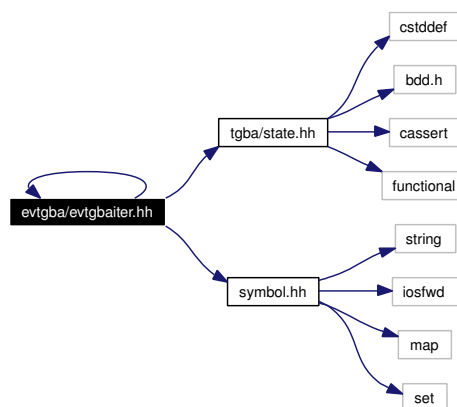 cstddef
bdd.h
tgba/state.hh
cassert
functional
evtgba/evtgbaiter.hh
string
symbol.hh
iosfwd
map
set